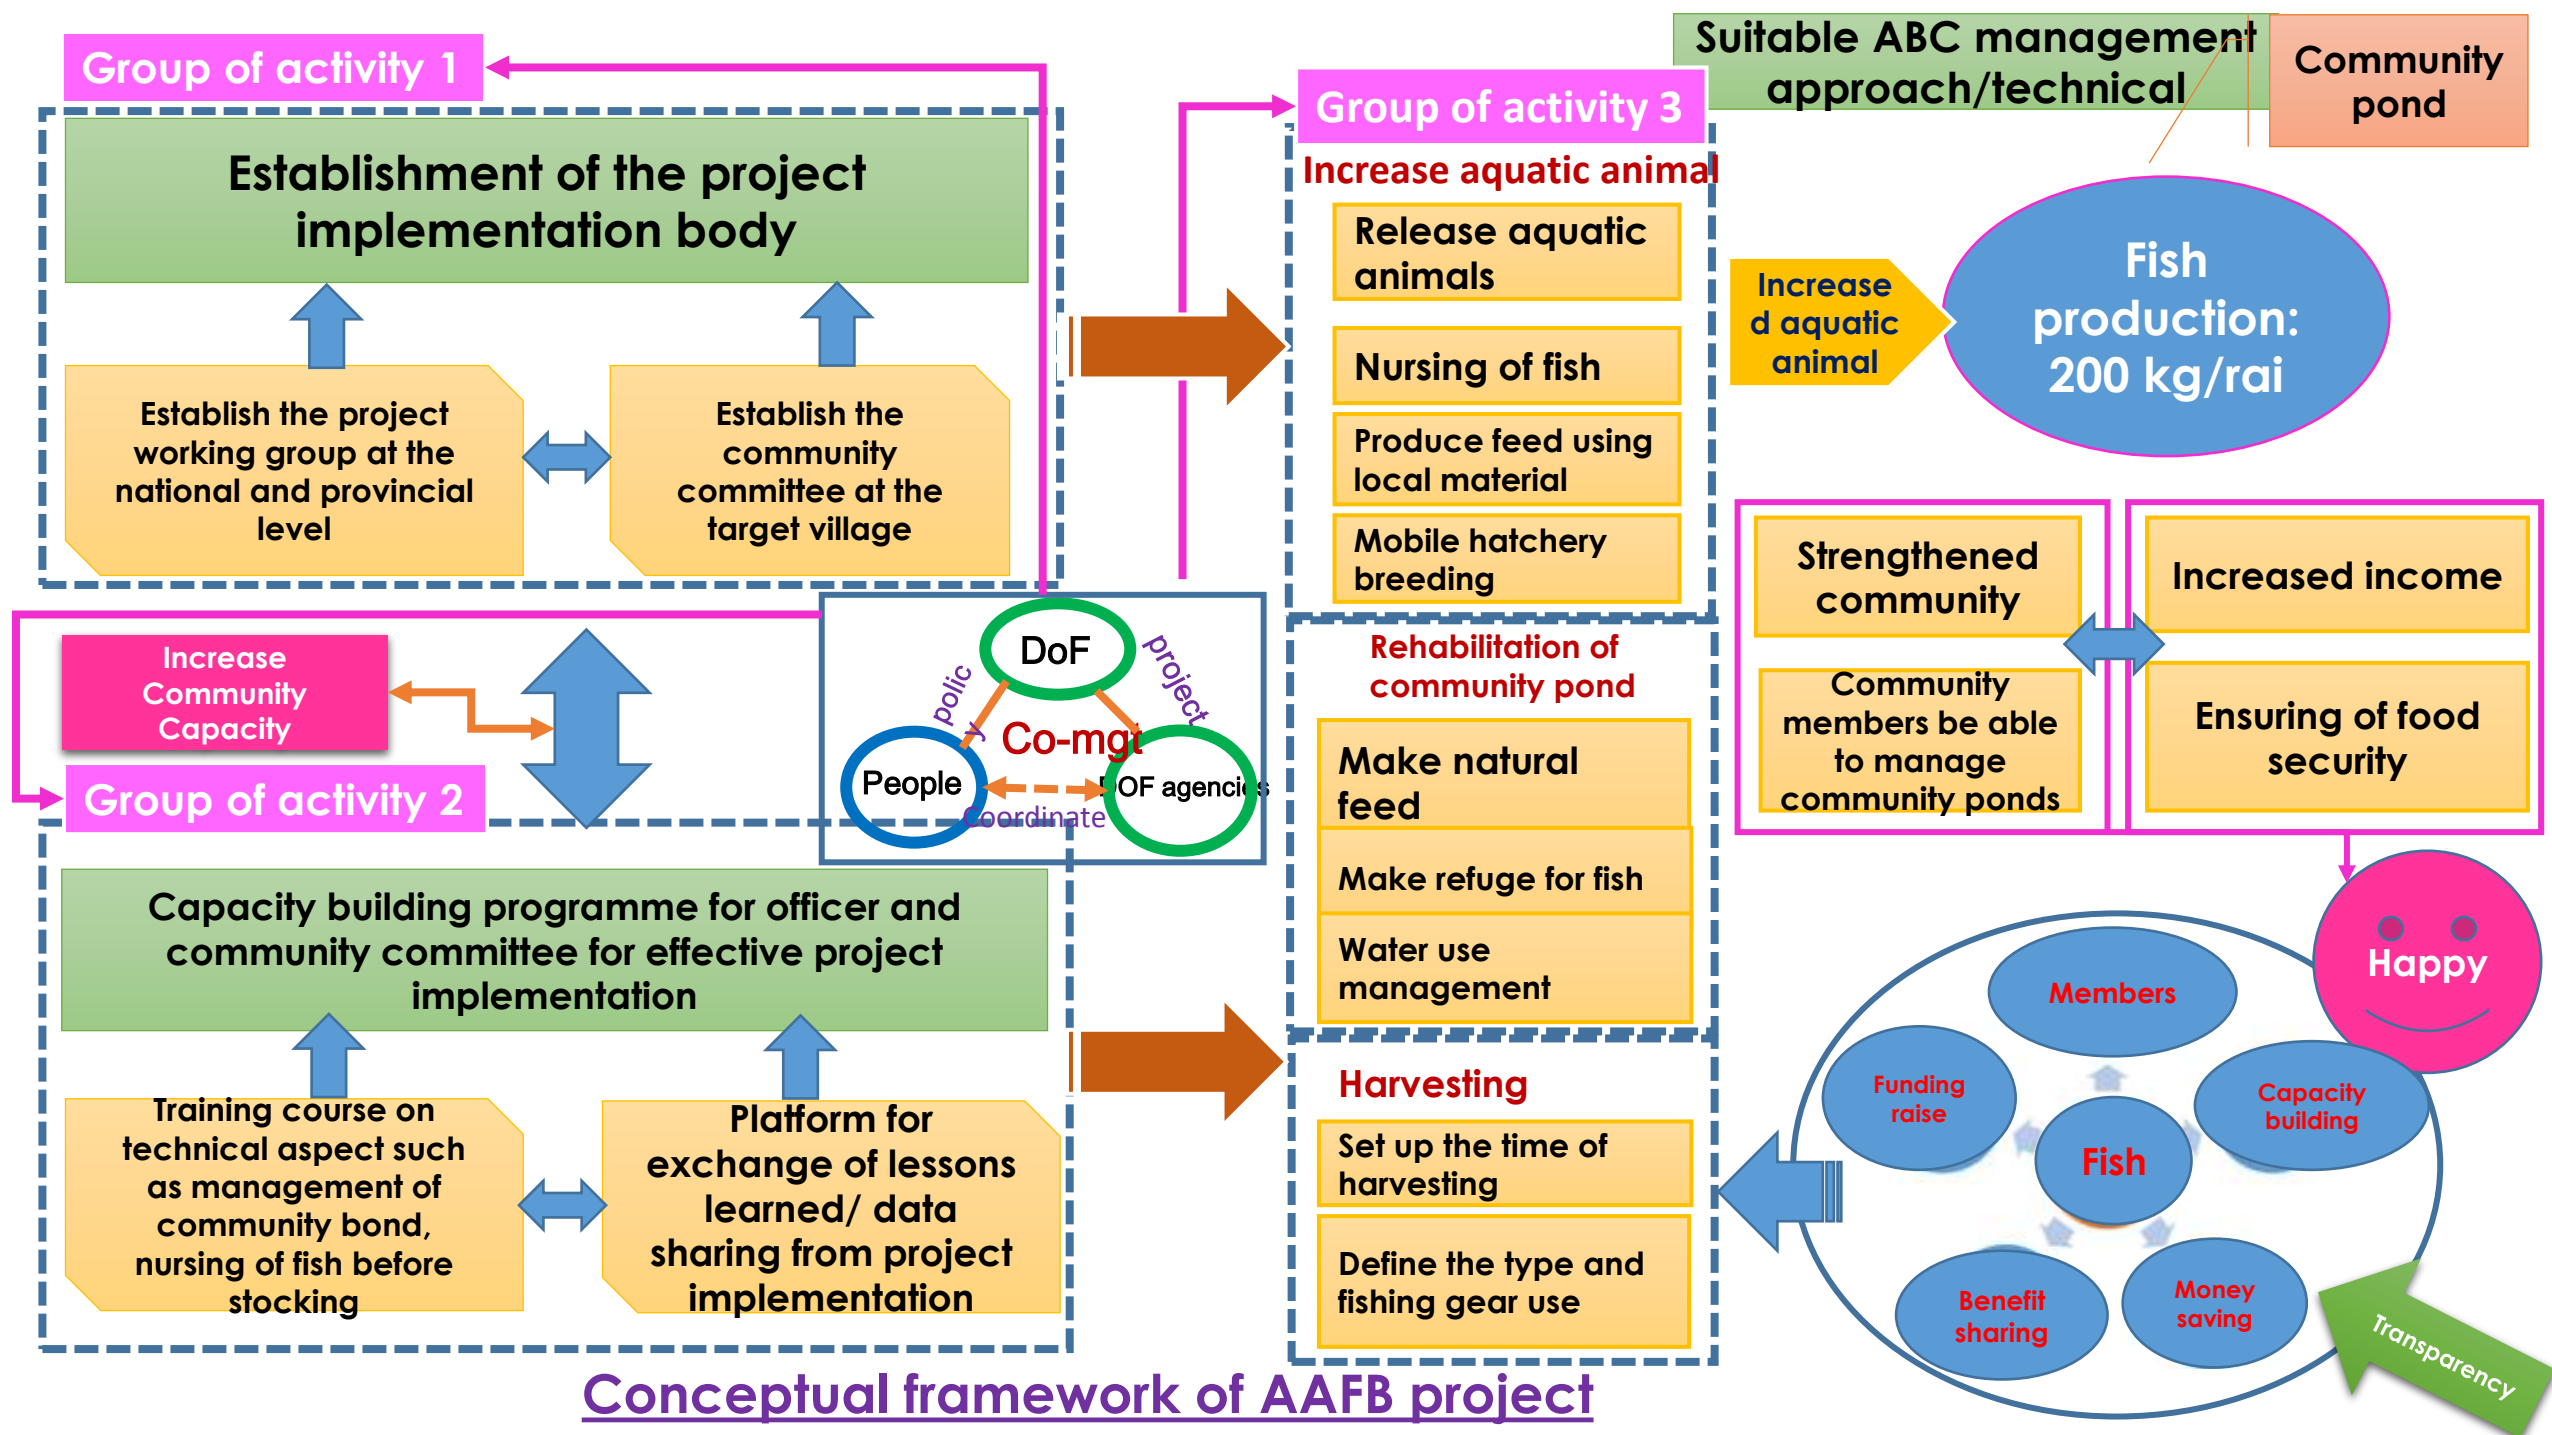 Group of activity 1
Establishment of the project
implementation body
Establish the project
working group at the
national and provincial
level
Establish the
community
committee at the
target village
Increase
Community
Capacity
Group of activity 2
Capacity building programme for officer and
community committee for effective project
implementation
Training course on
technical aspect such
as management of
community bond,
nursing of fish before
stocking
Platform for
exchange of lessons
learned/ data
sharing from project
implementation
DoF
polic
y
project
Co-mgt
People
DOF agencies
Coordinate
Group of activity 3
Increase aquatic animal
Release aquatic
animals
Nursing of fish
Produce feed using
local material
Mobile hatchery
breeding
Rehabilitation of
community pond
Make natural
feed
Make refuge for fish
Water use
management
Harvesting
Set up the time of
harvesting
Define the type and
fishing gear use
Suitable ABC management
approach/technical
Community
pond
Increase
d aquatic
animal
Fish
production:
200 kg/rai
Strengthened
community
Community
members be able
to manage
community ponds
Increased income
Ensuring of food
security
Happy
Members
Funding
raise
Capacity
building
Fish
Benefit
sharing
Money
saving
Transparency
Conceptual framework of AAFB project